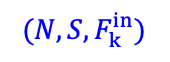 (N, S, F_k^in)